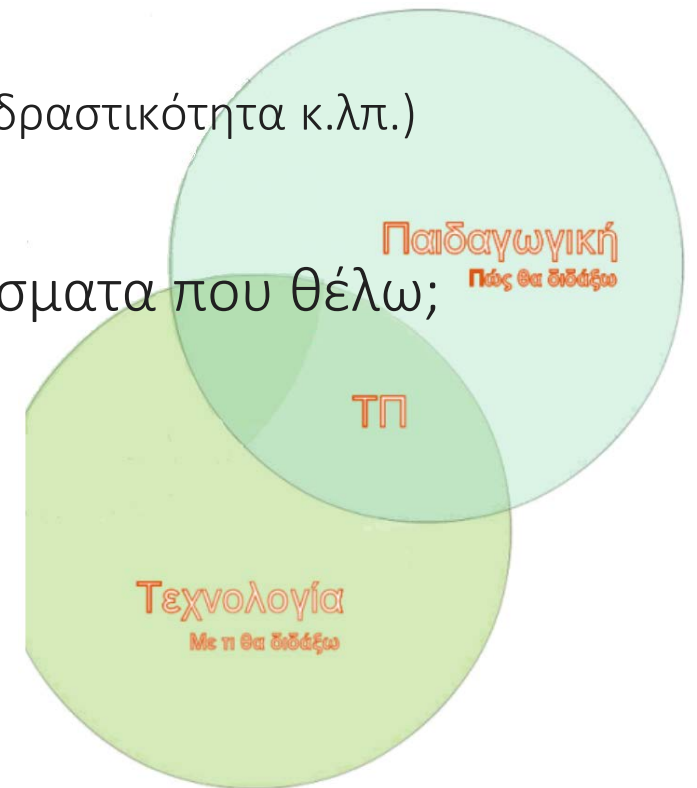 δραστικότητα κ.λπ.)
Παιδαγωγική
Πώς θα διδάξω
σματα που θέλω;
ΤΠ
Τεχνολογία
Με τι θα διδάξω